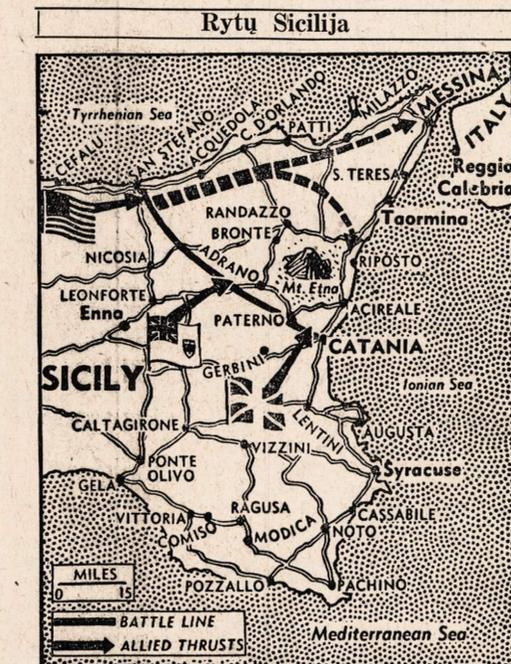 Rytų Sicilija
Tyrrhenian Sea
CEFALU
SAN STEFANO
ACQUEDOLA
C. D'ORLANDO
PATTI
MILAZZO
MESSINA
ITALY
Reggio
Calabria
S. TERESA
RANDAZZO
Taormina
BRONTE
NICOSIA
ADRANO
Mt. Etna
RIPOSTO
LEONFORTE
Enna
PATERNO
ACIREALE
CATANIA
GERBINI
SICILY
Ionian Sea
CALTAGIRONE
LENTINI
AUGUSTA
VIZZINI
PONTE
OLIVO
Syracuse
GELA
VITTORIA
RAGUSA
CASSABILE
COMISO
MODICA
NOTO
MILES
0 15
POZZALLO
PACHINO
BATTLE LINE
ALLIED THRUSTS
Mediterranean Sea